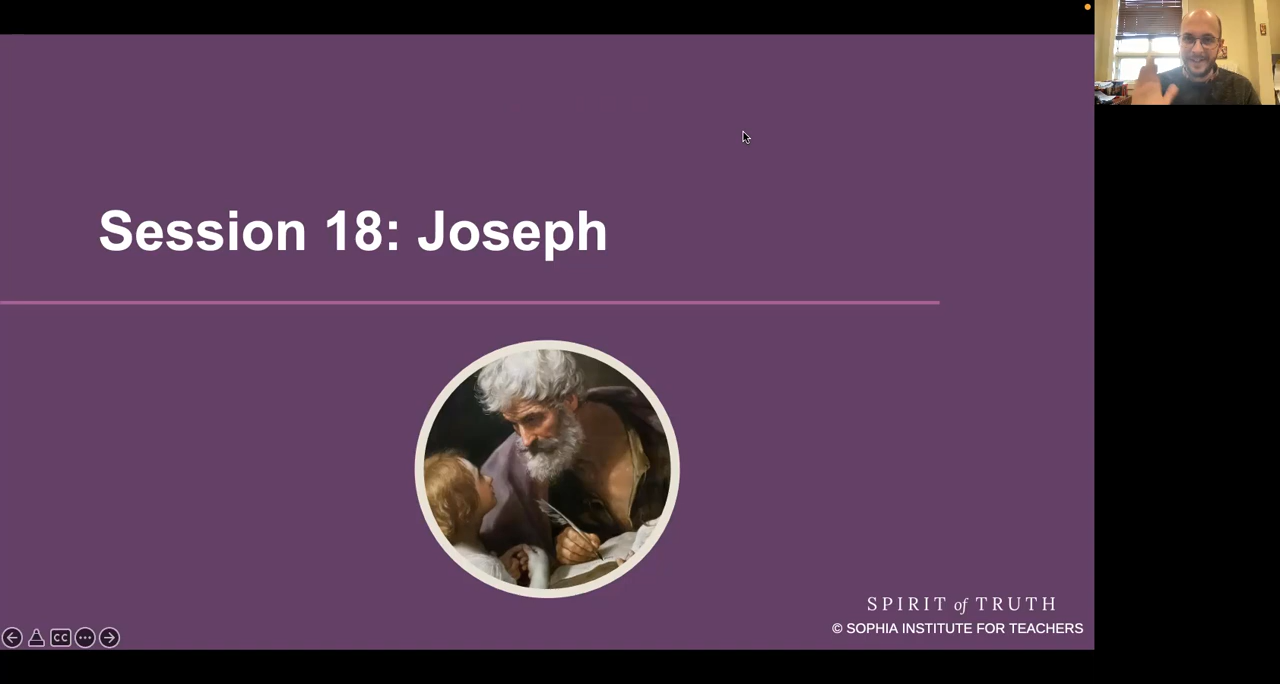 Session 18: Joseph
SPIRIT of TRUTH
© SOPHIA INSTITUTE FOR TEACHERS
CC